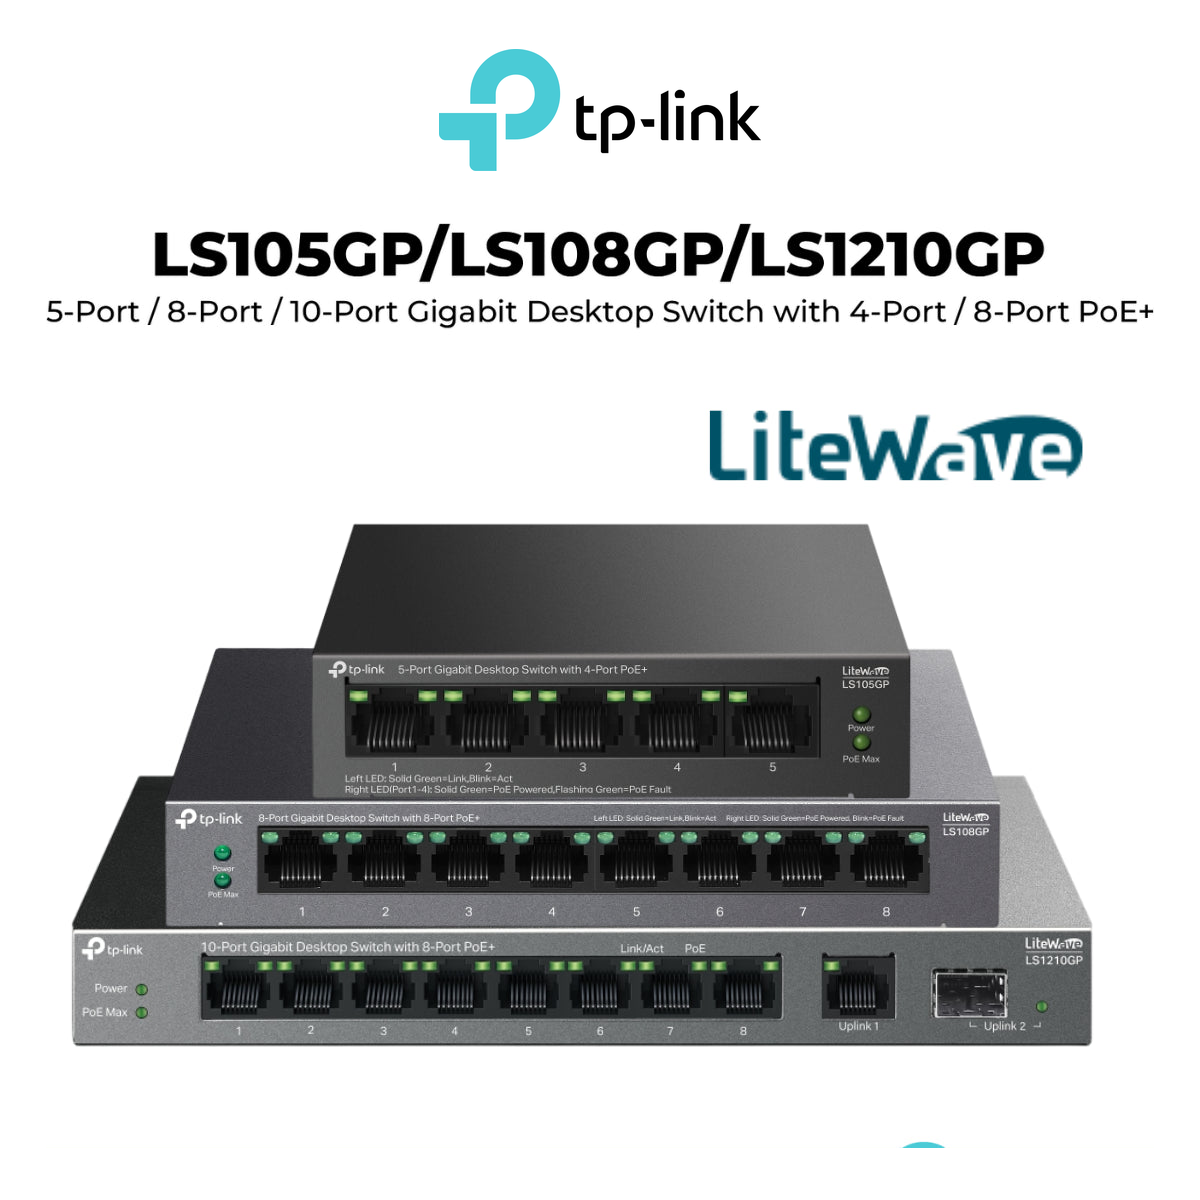 tp-link
LS105GP/LS108GP/LS1210GP
5-Port / 8-Port / 10-Port Gigabit Desktop Switch with 4-Port / 8-Port PoE+
LiteWave
tp-link 5-Port Gigabit Desktop Switch with 4-Port PoE+ LiteWave
LS105GP
Power
PoE Max
1 2 3 4 5
Left LED: Solid Green=Link,Blink=Act
Right LED(Port1-4): Solid Green=PoE Powered,Flashing Green=PoE Fault
tp-link 8-Port Gigabit Desktop Switch with 8-Port PoE+ Left LED: Solid Green=Link,Blink=Act Right LED: Solid Green=PoE Powered, Blink=PoE Fault LiteWave
LS108GP
Power
PoE Max
1 2 3 4 5 6 7 8
tp-link 10-Port Gigabit Desktop Switch with 8-Port PoE+ Link/Act PoE LiteWave
LS1210GP
Power
PoE Max
1 2 3 4 5 6 7 8 Uplink 1 Uplink 2